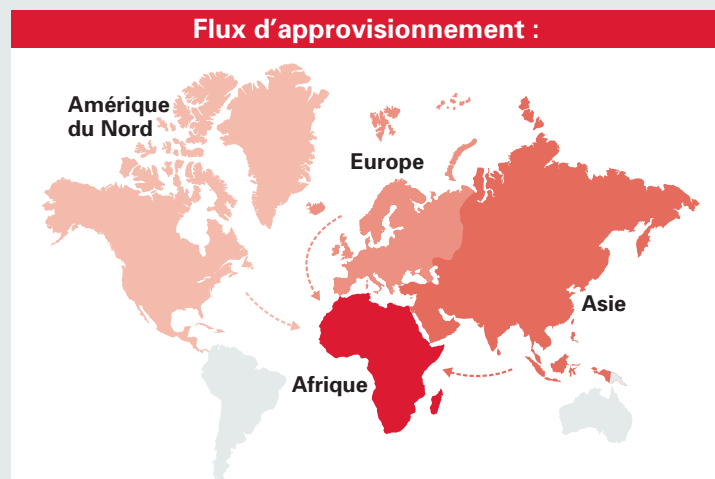 Flux d’approvisionnement :
Amérique
du Nord
Europe
Asie
Afrique